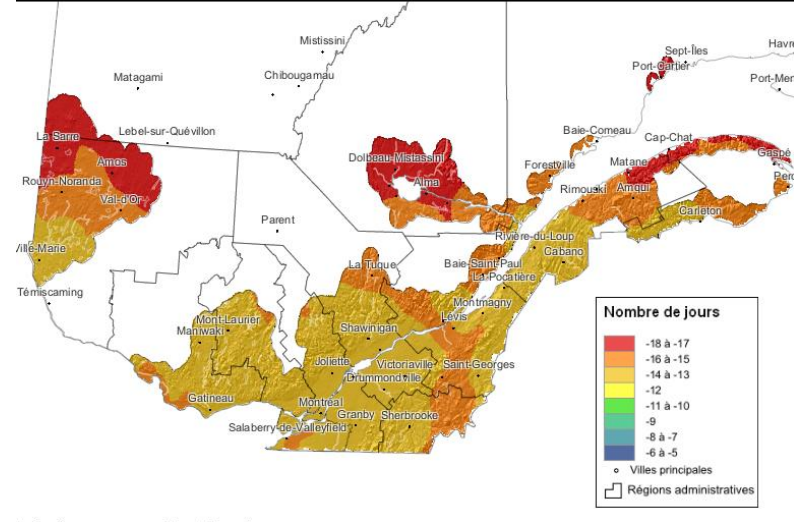 Mistissini
Sept-Îles
Havre
Port-Cartier
Matagami
Chibougamau
Port-Men
La Sarre
Lebel-sur-Quévillon
Baie-Comeau
Cap-Chat
Dolbeau-Mistassini
Gaspé
Amos
Forestville
Matane
Alma
Rouyn-Noranda
Rimouski
Amqui
Perc
Val-d'Or
Carleton
Parent
Rivière-du-Loup
Ville-Marie
Cabano
La Tuque
Baie-Saint-Paul
La Pocatière
Témiscaming
Montmagny
Mont-Laurier
Lévis
Maniwaki
Shawinigan
Joliette
Victoriaville
Saint-Georges
Drummondville
Gatineau
Montréal
Granby
Sherbrooke
Salaberry-de-Valleyfield
Nombre de jours
-18 à -17
-16 à -15
-14 à -13
-12
-11 à -10
-9
-8 à -7
-6 à -5
Villes principales
Régions administratives